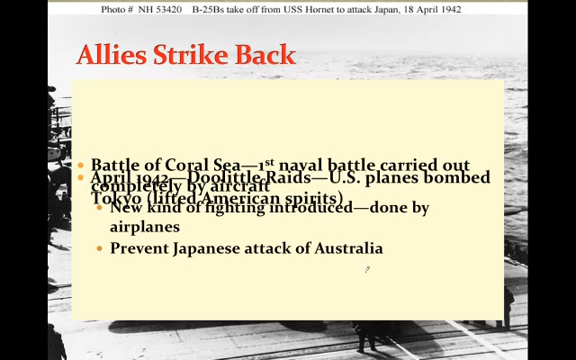 Photo # NH 53420 B-25Bs take off from USS Hornet to attack Japan, 18 April 1942
Allies Strike Back
Battle of Coral Sea—1st naval battle carried out
completely by aircraft
April 1942—Doolittle Raids—U.S. planes bombed
Tokyo (lifted American spirits)
New kind of fighting introduced—done by
airplanes
Prevent Japanese attack of Australia